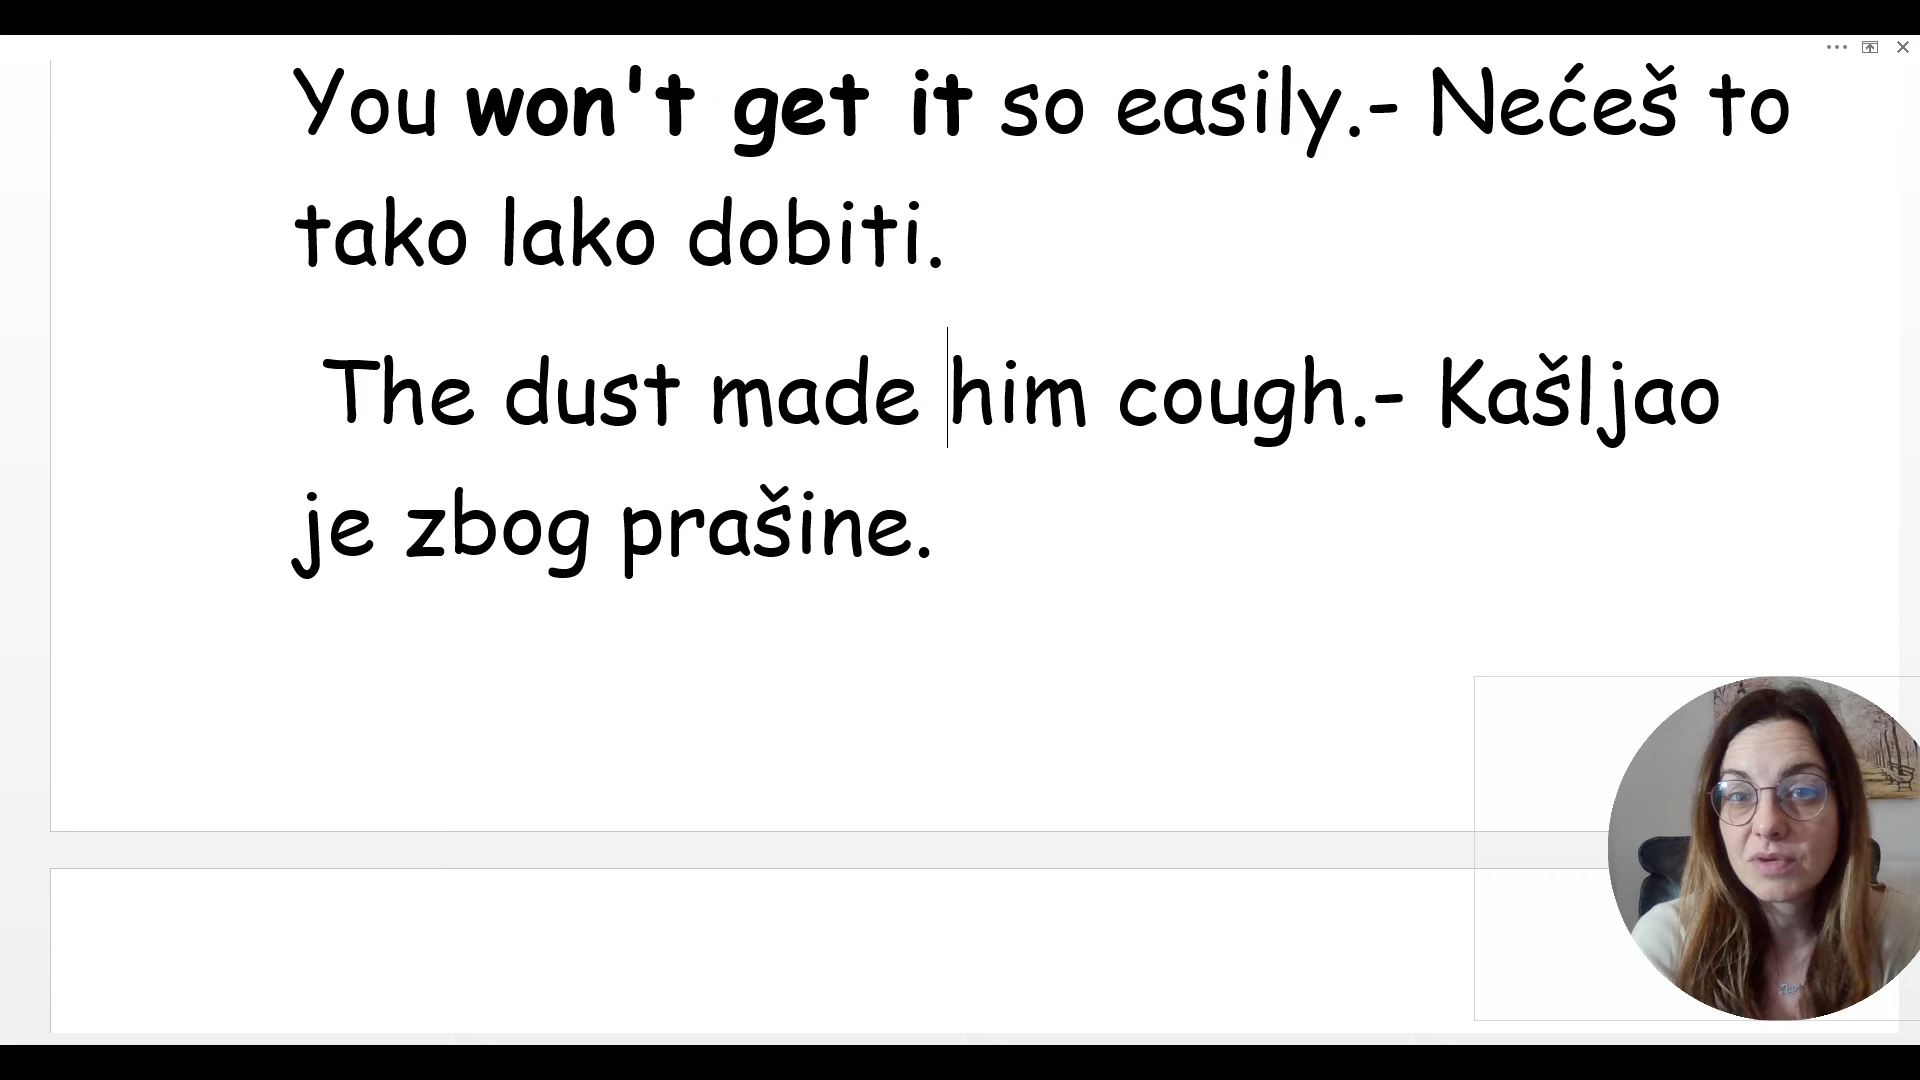 You won't get it so easily.- Nećeš to
tako lako dobiti.
The dust made him cough.- Kašljao
je zbog prašine.